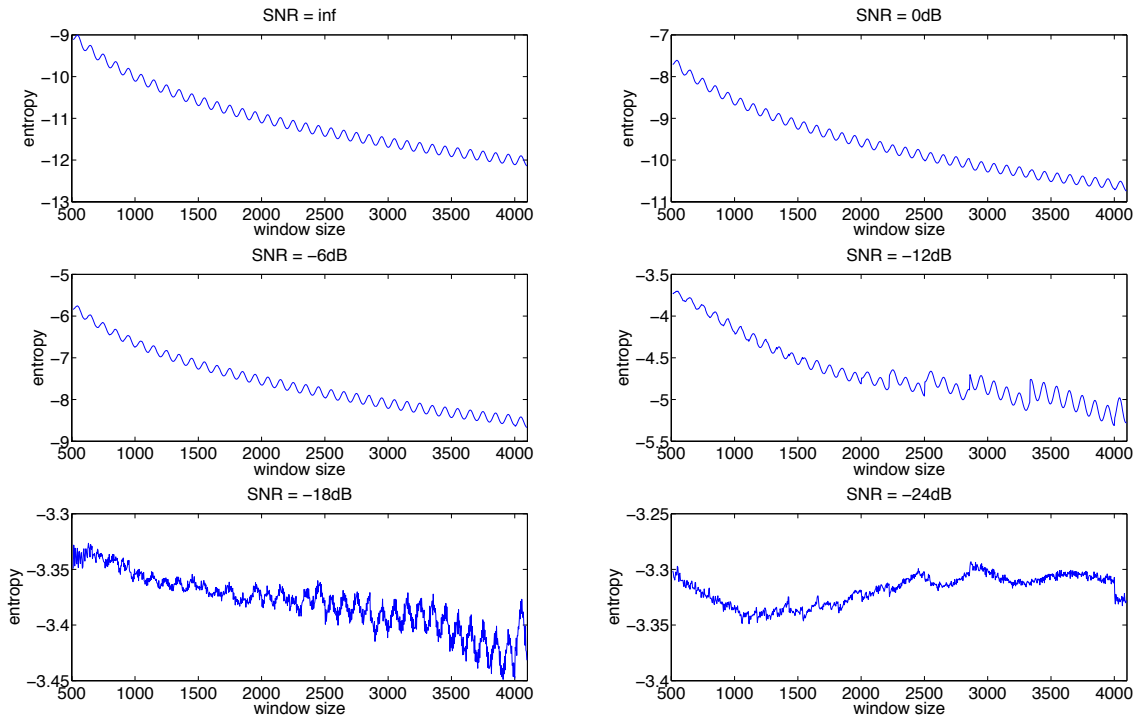 SNR = inf
−9
−10
−11
−12
−13
entropy
500 1000 1500 2000 2500 3000 3500 4000
window size
SNR = 0dB
−7
−8
−9
−10
−11
entropy
500 1000 1500 2000 2500 3000 3500 4000
window size
SNR = −6dB
−5
−6
−7
−8
−9
entropy
500 1000 1500 2000 2500 3000 3500 4000
window size
SNR = −12dB
−3.5
−4
−4.5
−5
−5.5
entropy
500 1000 1500 2000 2500 3000 3500 4000
window size
SNR = −18dB
−3.3
−3.35
−3.4
−3.45
entropy
500 1000 1500 2000 2500 3000 3500 4000
window size
SNR = −24dB
−3.25
−3.3
−3.35
−3.4
entropy
500 1000 1500 2000 2500 3000 3500 4000
window size